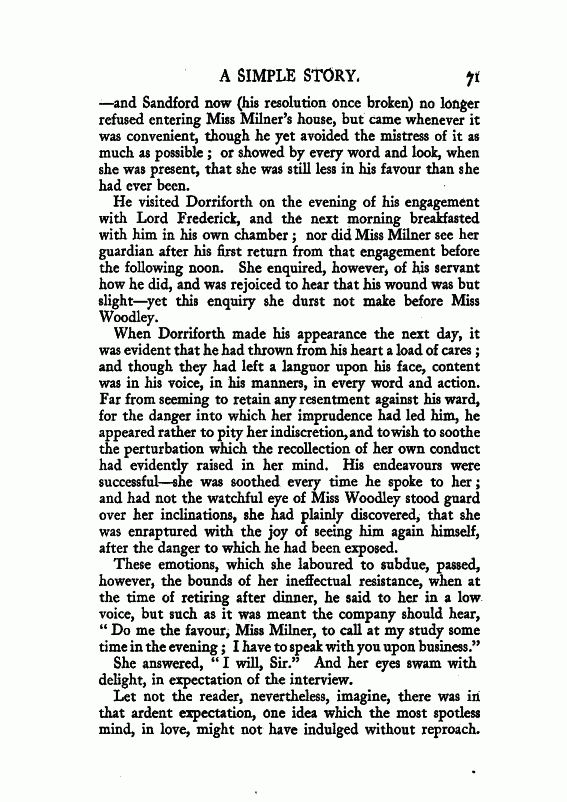 A SIMPLE STORY. 71
—and Sandford now (his resolution once broken) no longer
refused entering Miss Milner's house, but came whenever it
was convenient, though he yet avoided the mistress of it as
much as possible ; or showed by every word and look, when
she was present, that she was still less in his favour than she
had ever been.
He visited Dorriforth on the evening of his engagement
with Lord Frederick, and the next morning breakfasted
with him in his own chamber ; nor did Miss Milner see her
guardian after his first return from that engagement before
the following noon. She enquired, however, of his servant
how he did, and was rejoiced to hear that his wound was but
slight—yet this enquiry she durst not make before Miss
Woodley.
When Dorriforth made his appearance the next day, it
was evident that he had thrown from his heart a load of cares ;
and though they had left a languor upon his face, content
was in his voice, in his manners, in every word and action.
Far from seeming to retain any resentment against his ward,
for the danger into which her imprudence had led him, he
appeared rather to pity her indiscretion, and to wish to soothe
the perturbation which the recollection of her own conduct
had evidently raised in her mind. His endeavours were
successful—she was soothed every time he spoke to her ;
and had not the watchful eye of Miss Woodley stood guard
over her inclinations, she had plainly discovered, that she
was enraptured with the joy of seeing him again himself,
after the danger to which he had been exposed.
These emotions, which she laboured to subdue, passed,
however, the bounds of her ineffectual resistance, when at
the time of retiring after dinner, he said to her in a low
voice, but such as it was meant the company should hear,
" Do me the favour, Miss Milner, to call at my study some
time in the evening ; I have to speak with you upon business."
She answered, " I will, Sir." And her eyes swam with
delight, in expectation of the interview.
Let not the reader, nevertheless, imagine, there was in
that ardent expectation, one idea which the most spotless
mind, in love, might not have indulged without reproach.